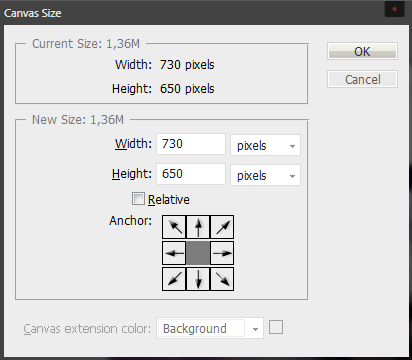 Canvas Size
Current Size: 1,36M
Width: 730 pixels
Height: 650 pixels
OK
Cancel
New Size: 1,36M
Width: 730 pixels
Height: 650 pixels
Relative
Anchor:
Canvas extension color: Background